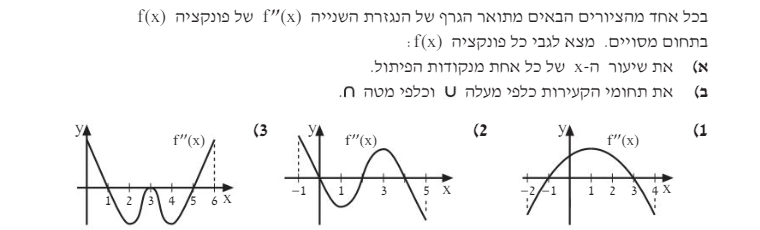 בכל אחד מהציורים הבאים מתואר הגרף של הנגזרת השנייה f″(x) של פונקציה f(x)
בתחום מסויים. מצא לגבי כל פונקציה f(x):
א) את שיעור ה-x של כל אחת מנקודות הפיתול.
ב) את תחומי הקעירות כלפי מעלה ∪ וכלפי מטה ∩.
1) y f″(x) -2 -1 1 2 3 4 x
2) y f″(x) -1 1 3 5 x
3) y f″(x) 1 2 3 4 5 6 x